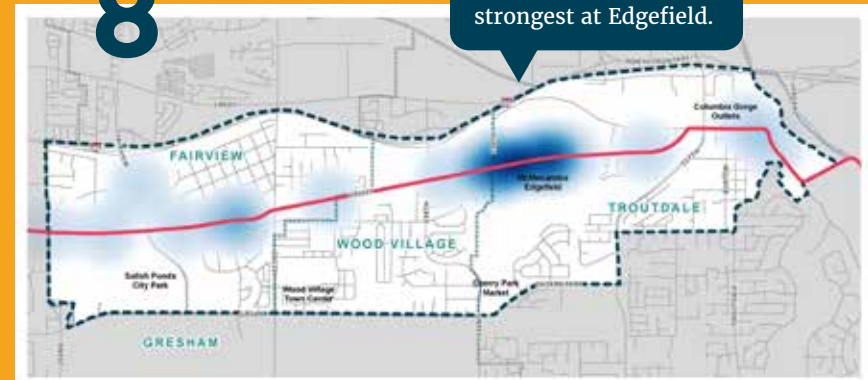 8
strongest at Edgefield.
Columbia Gorge
Outlets
FAIRVIEW
McMenamins
Edgefield
TROUTDALE
WOOD VILLAGE
Salish Ponds
City Park
Wood Village
Town Center
Cherry Park
Market
GRESHAM